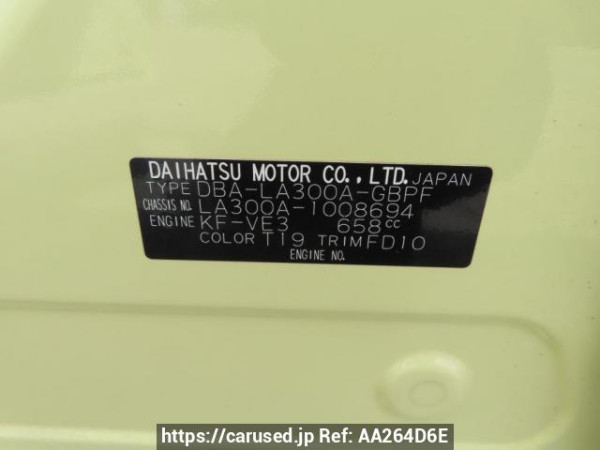 DAIHATSU MOTOR CO., LTD. JAPAN
TYPE DBA-LA300A-GBPF
CHASSIS NO. LA300A-1008694
ENGINE KF-VE3 658CC
COLOR T19 TRIM FD10
ENGINE NO.
https://carused.jp Ref: AA264D6E